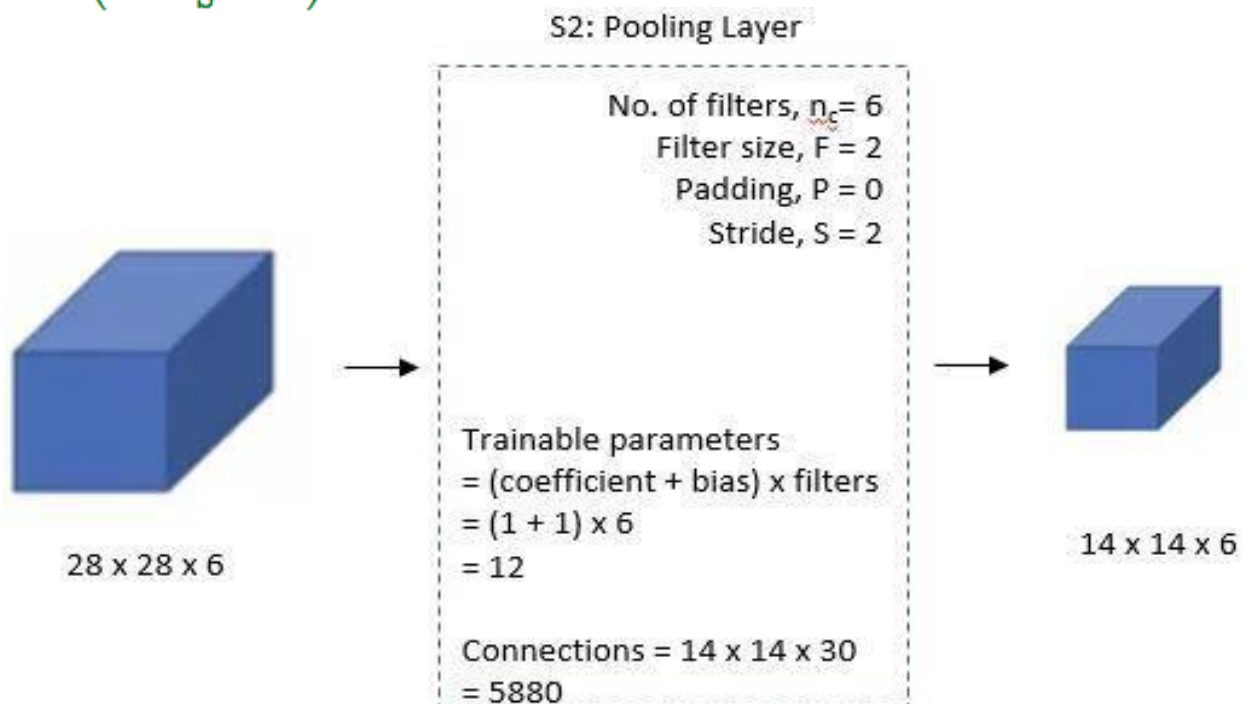 S2: Pooling Layer
No. of filters, nc= 6
Filter size, F = 2
Padding, P = 0
Stride, S = 2
Trainable parameters
= (coefficient + bias) x filters
= (1 + 1) x 6
= 12
Connections = 14 x 14 x 30
= 5880
28 x 28 x 6
14 x 14 x 6